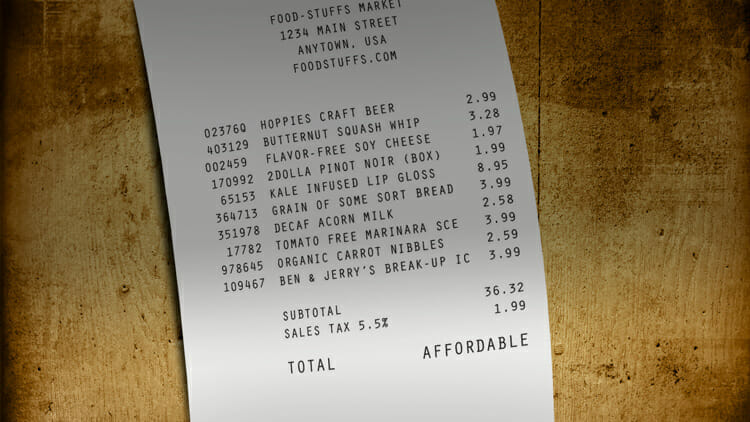 FOOD-STUFFS MARKET
1234 MAIN STREET
ANYTOWN, USA
FOODSTUFFS.COM
02376Q HOPPIES CRAFT BEER 2.99
403129 BUTTERNUT SQUASH WHIP 3.28
002459 FLAVOR-FREE SOY CHEESE 1.97
170992 2DOLLA PINOT NOIR (BOX) 1.99
65153 KALE INFUSED LIP GLOSS 8.95
364713 GRAIN OF SOME SORT BREAD 3.99
351978 DECAF ACORN MILK 2.58
17782 TOMATO FREE MARINARA SCE 3.99
978645 ORGANIC CARROT NIBBLES 2.59
109467 BEN & JERRY'S BREAK-UP IC 3.99
SUBTOTAL 36.32
SALES TAX 5.5% 1.99
TOTAL AFFORDABLE